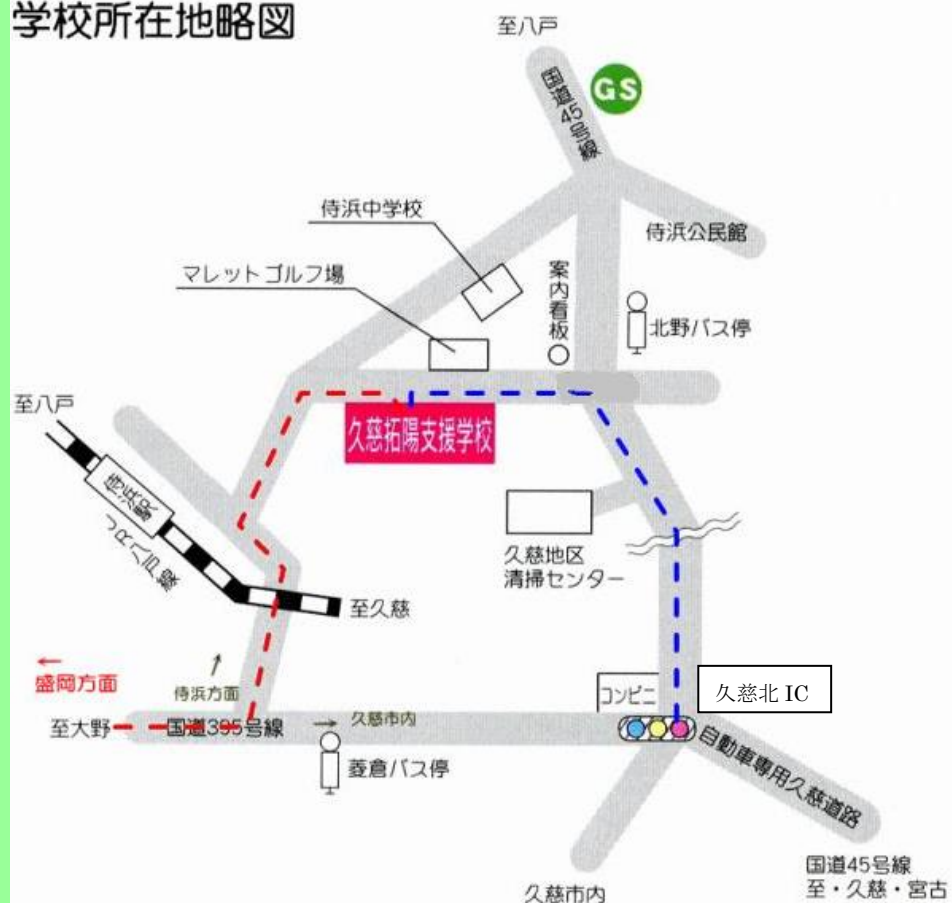 学校所在地略図
至八戸
GS
国道45号線
侍浜中学校
侍浜公民館
マレットゴルフ場
案内看板
北野バス停
至八戸
久慈拓陽支援学校
侍浜駅
JR八戸線
久慈地区
清掃センター
至久慈
←
盛岡方面
↑
侍浜方面
コンビニ
久慈北IC
至大野
国道395号線
→
久慈市内
菱倉バス停
自動車専用久慈道路
久慈市内
国道45号線
至・久慈・宮古